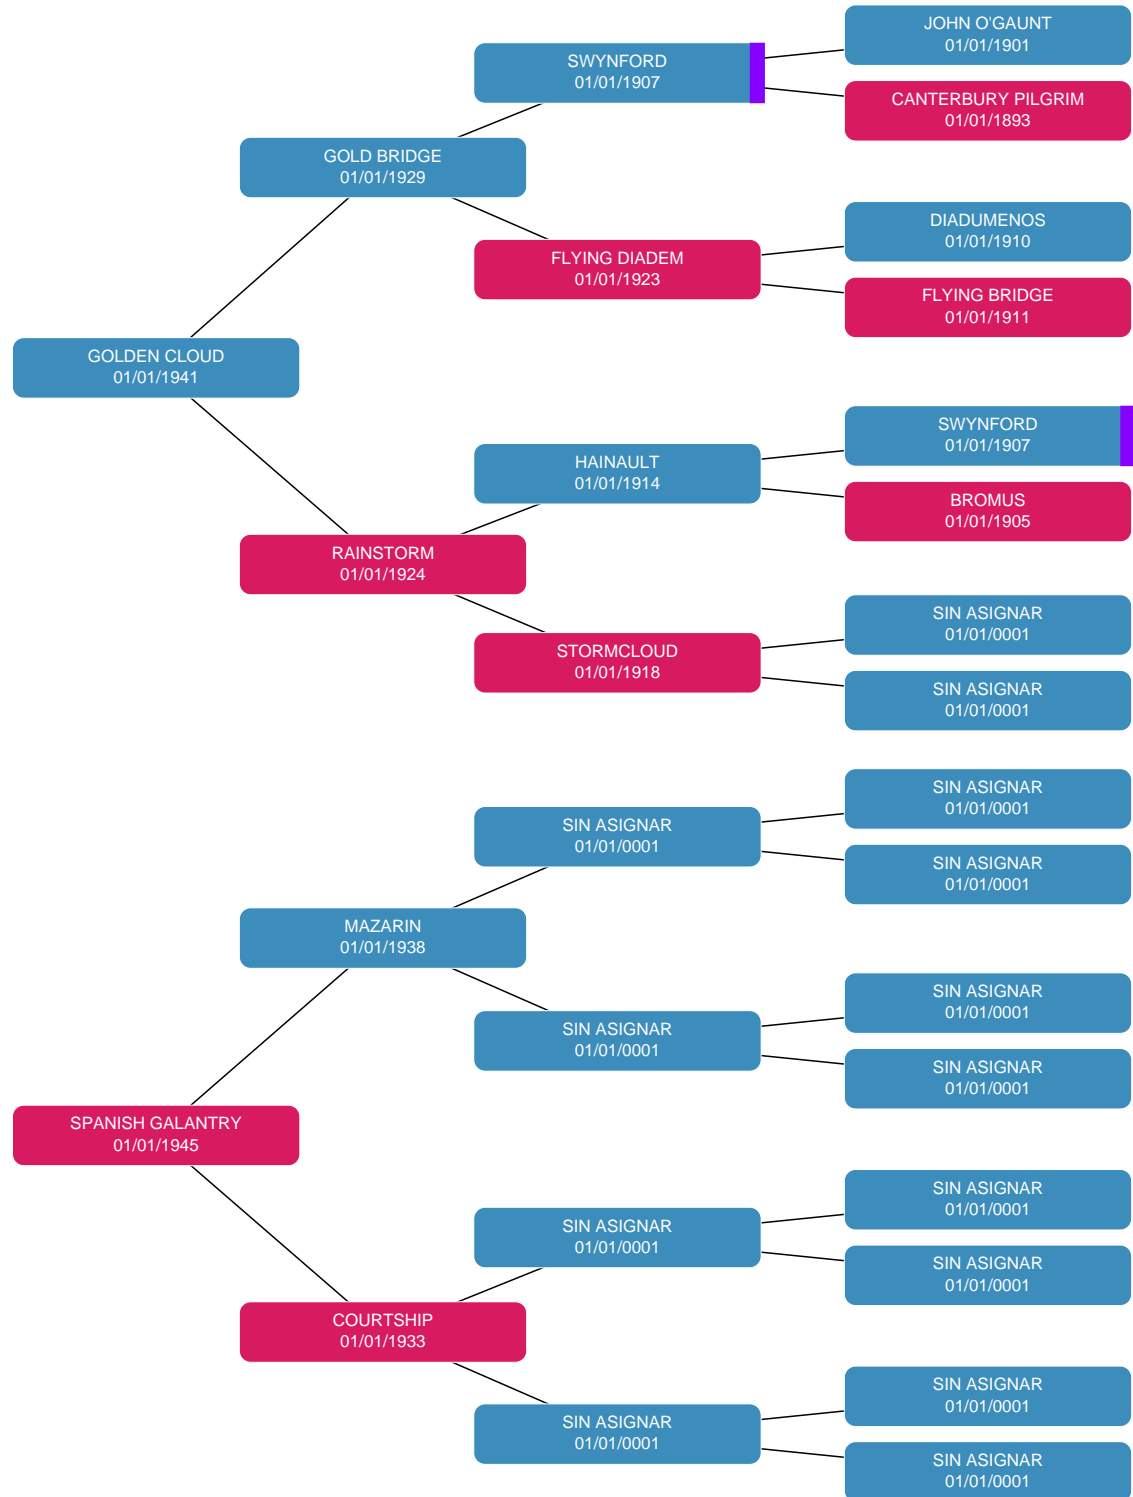 JOHN O'GAUNT
01/01/1901
SWYNFORD
01/01/1907
CANTERBURY PILGRIM
01/01/1893
GOLD BRIDGE
01/01/1929
DIADUMENOS
01/01/1910
FLYING DIADEM
01/01/1923
FLYING BRIDGE
01/01/1911
GOLDEN CLOUD
01/01/1941
SWYNFORD
01/01/1907
HAINAULT
01/01/1914
BROMUS
01/01/1905
RAINSTORM
01/01/1924
SIN ASIGNAR
01/01/0001
STORMCLOUD
01/01/1918
SIN ASIGNAR
01/01/0001
SIN ASIGNAR
01/01/0001
SIN ASIGNAR
01/01/0001
SIN ASIGNAR
01/01/0001
MAZARIN
01/01/1938
SIN ASIGNAR
01/01/0001
SIN ASIGNAR
01/01/0001
SIN ASIGNAR
01/01/0001
SPANISH GALANTRY
01/01/1945
SIN ASIGNAR
01/01/0001
SIN ASIGNAR
01/01/0001
SIN ASIGNAR
01/01/0001
COURTSHIP
01/01/1933
SIN ASIGNAR
01/01/0001
SIN ASIGNAR
01/01/0001
SIN ASIGNAR
01/01/0001